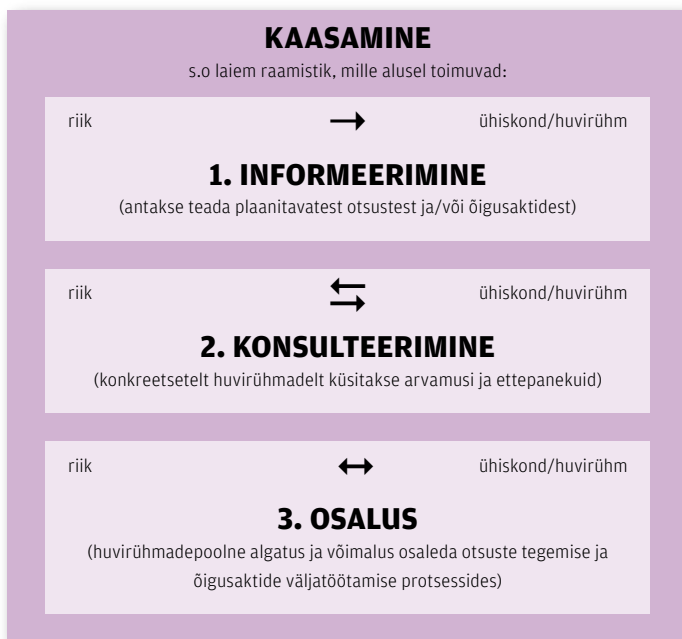 KAASAMINE
s.o laiem raamistik, mille alusel toimuvad:
riik → ühiskond/huvirühm
1. INFORMEERIMINE
(antakse teada plaanitavatest otsustest ja/või õigusaktidest)
riik ⇆ ühiskond/huvirühm
2. KONSULTEERIMINE
(konkreetsetelt huvirühmadelt küsitakse arvamusi ja ettepanekuid)
riik ↔ ühiskond/huvirühm
3. OSALUS
(huvirühmadepoolne algatus ja võimalus osaleda otsuste tegemise ja
õigusaktide väljatöötamise protsessides)